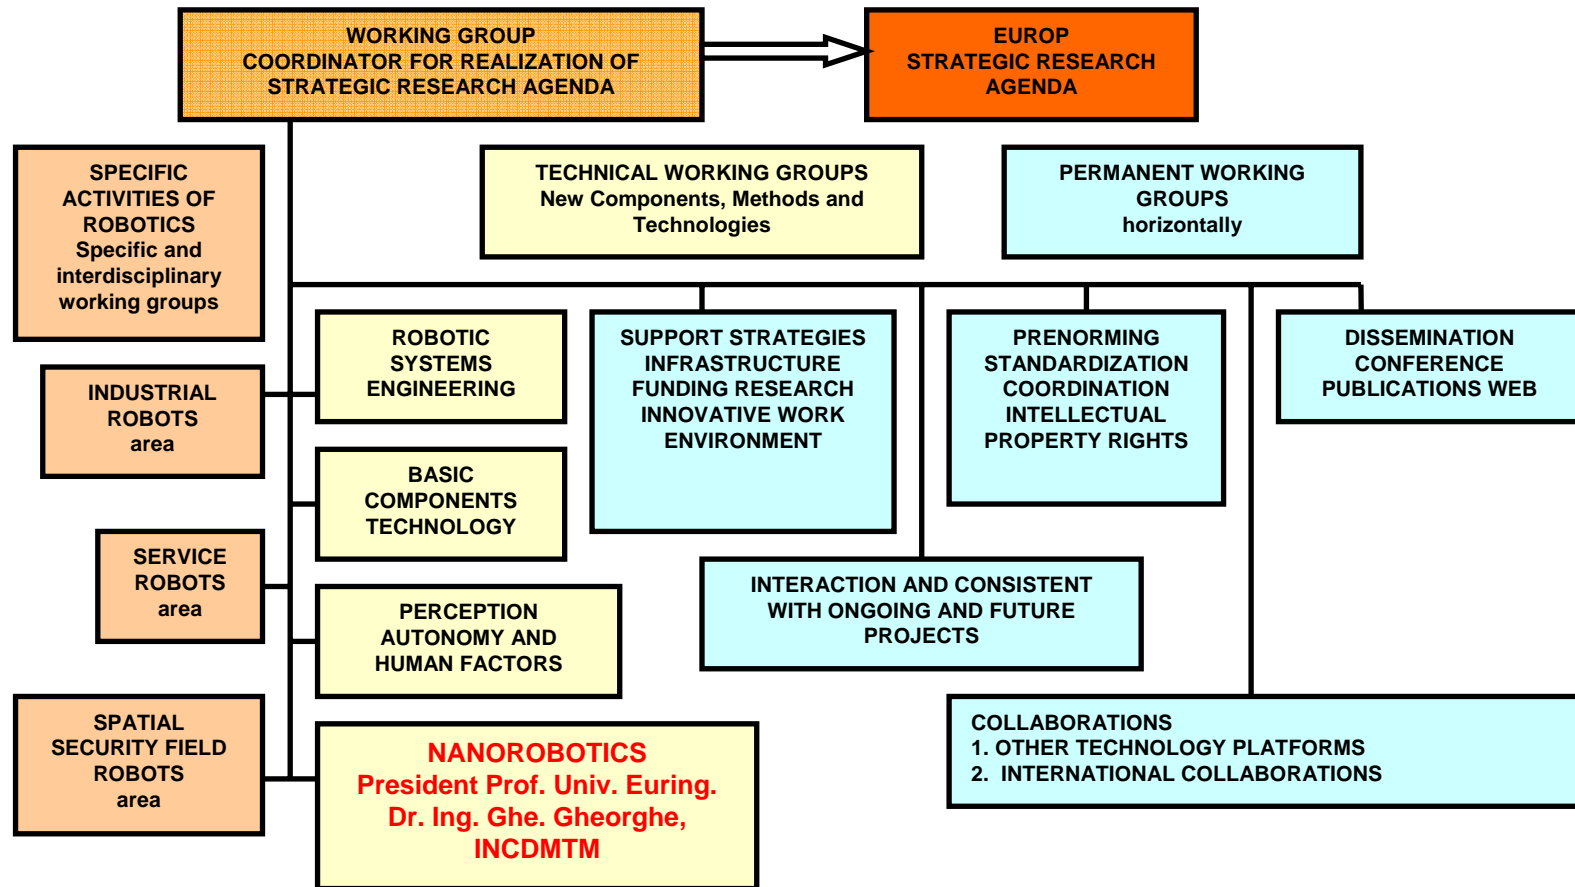 WORKING GROUP
COORDINATOR FOR REALIZATION OF
STRATEGIC RESEARCH AGENDA
EUROP
STRATEGIC RESEARCH
AGENDA
SPECIFIC
ACTIVITIES OF
ROBOTICS
Specific and
interdisciplinary
working groups
TECHNICAL WORKING GROUPS
New Components, Methods and
Technologies
PERMANENT WORKING
GROUPS
horizontally
INDUSTRIAL
ROBOTS
area
SERVICE
ROBOTS
area
SPATIAL
SECURITY FIELD
ROBOTS
area
ROBOTIC
SYSTEMS
ENGINEERING
BASIC
COMPONENTS
TECHNOLOGY
PERCEPTION
AUTONOMY AND
HUMAN FACTORS
NANOROBOTICS
President Prof. Univ. Euring.
Dr. Ing. Ghe. Gheorghe,
INCDMTM
SUPPORT STRATEGIES
INFRASTRUCTURE
FUNDING RESEARCH
INNOVATIVE WORK
ENVIRONMENT
PRENORMING
STANDARDIZATION
COORDINATION
INTELLECTUAL
PROPERTY RIGHTS
DISSEMINATION
CONFERENCE
PUBLICATIONS WEB
INTERACTION AND CONSISTENT
WITH ONGOING AND FUTURE
PROJECTS
COLLABORATIONS
1. OTHER TECHNOLOGY PLATFORMS
2. INTERNATIONAL COLLABORATIONS